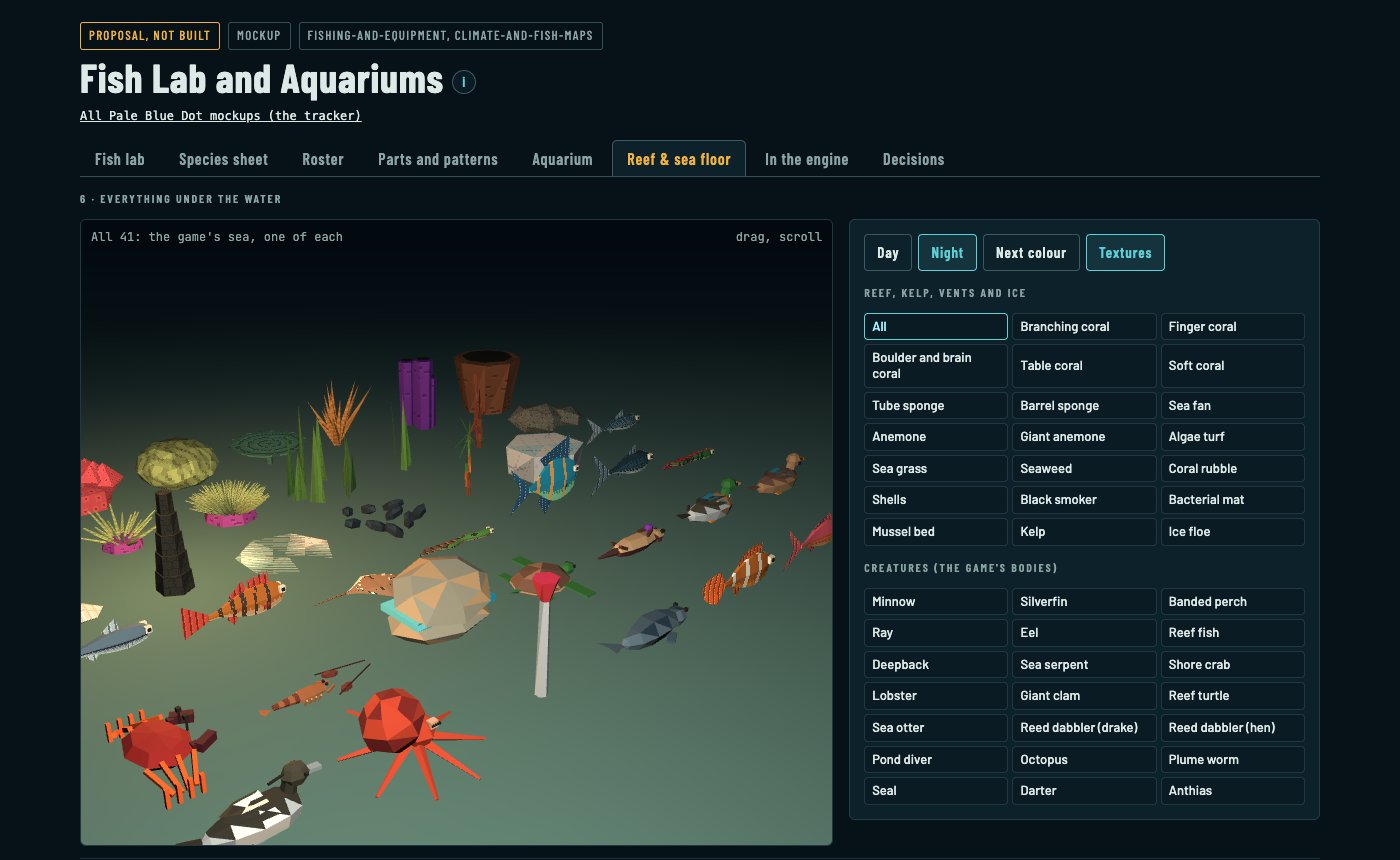 PROPOSAL, NOT BUILT
MOCKUP
FISHING-AND-EQUIPMENT, CLIMATE-AND-FISH-MAPS
Fish Lab and Aquariums
i
All Pale Blue Dot mockups (the tracker)
Fish lab
Species sheet
Roster
Parts and patterns
Aquarium
Reef & sea floor
In the engine
Decisions
6 · EVERYTHING UNDER THE WATER
All 41: the game's sea, one of each
drag, scroll
Day
Night
Next colour
Textures
REEF, KELP, VENTS AND ICE
All
Branching coral
Finger coral
Boulder and brain
coral
Table coral
Soft coral
Tube sponge
Barrel sponge
Sea fan
Anemone
Giant anemone
Algae turf
Sea grass
Seaweed
Coral rubble
Shells
Black smoker
Bacterial mat
Mussel bed
Kelp
Ice floe
CREATURES (THE GAME'S BODIES)
Minnow
Silverfin
Banded perch
Ray
Eel
Reef fish
Deepback
Sea serpent
Shore crab
Lobster
Giant clam
Reef turtle
Sea otter
Reed dabbler (drake)
Reed dabbler (hen)
Pond diver
Octopus
Plume worm
Seal
Darter
Anthias